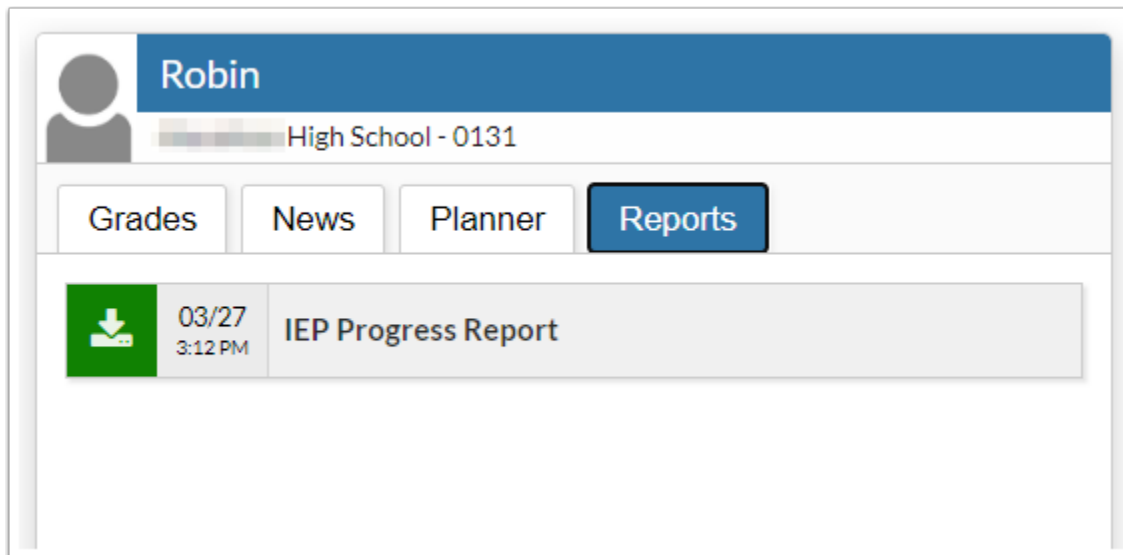 Robin
High School - 0131
Grades News Planner Reports
03/27 IEP Progress Report
3:12 PM